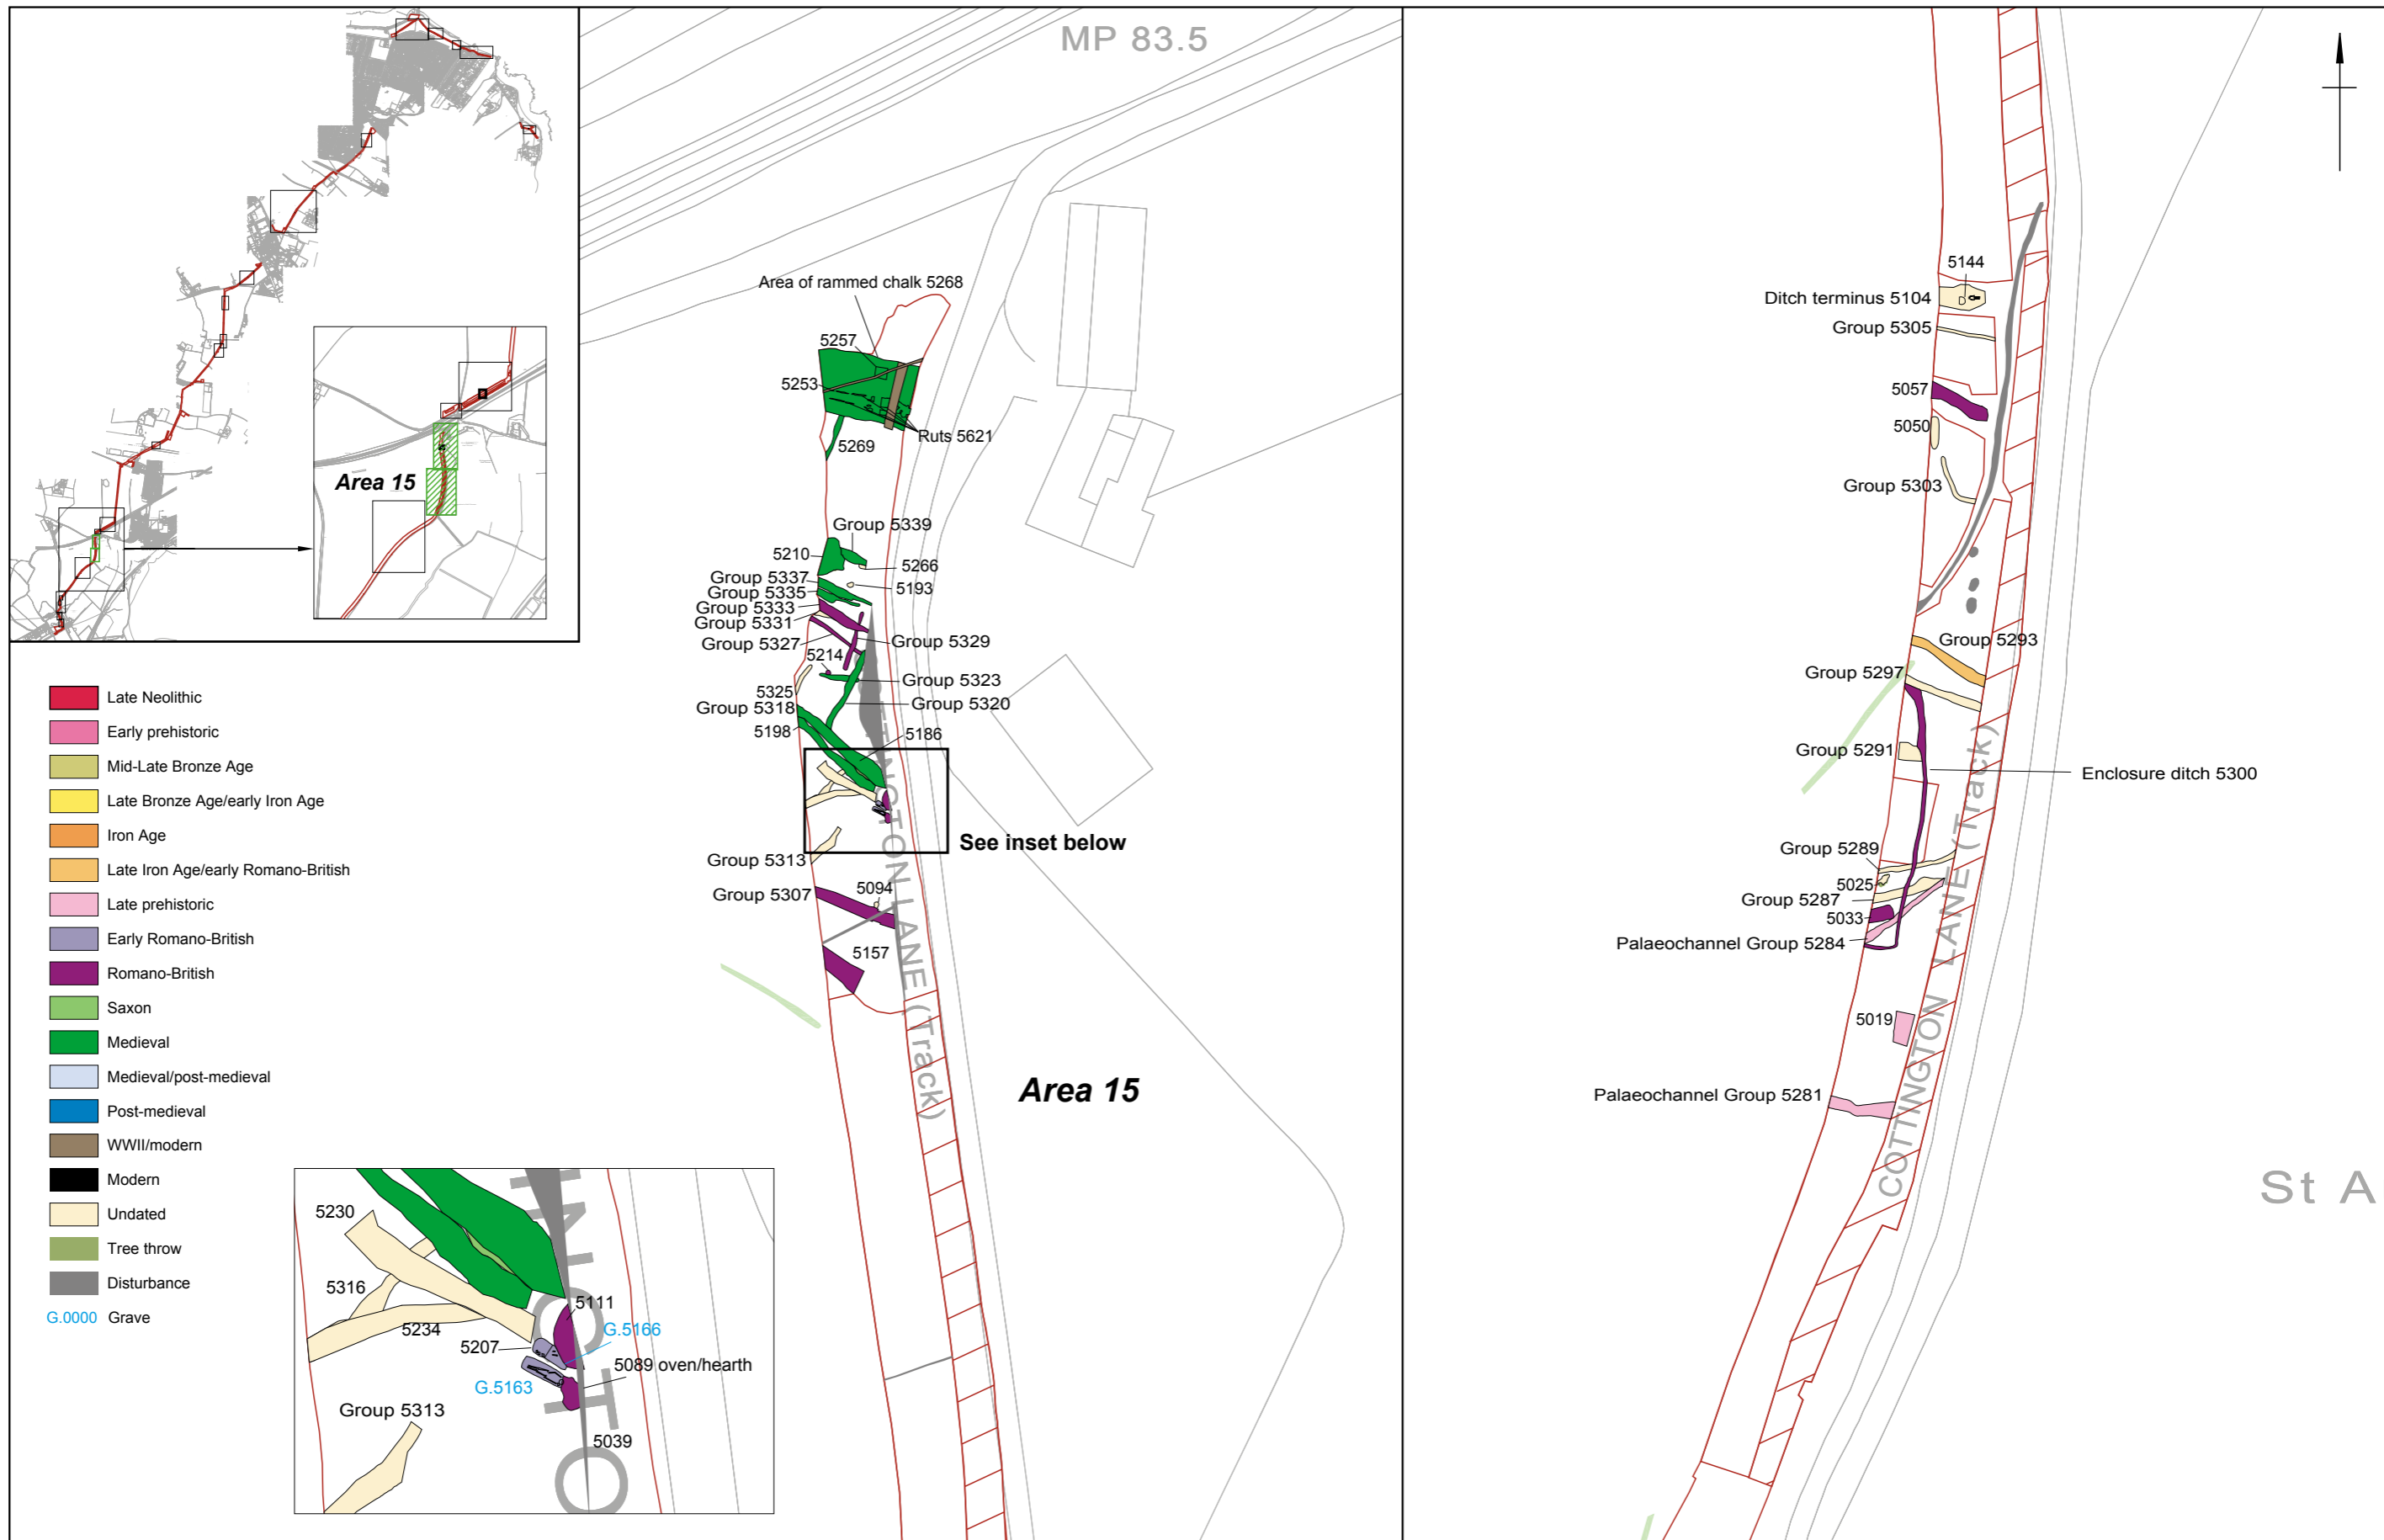 Area 15
Late Neolithic
Early prehistoric
Mid-Late Bronze Age
Late Bronze Age/early Iron Age
Iron Age
Late Iron Age/early Romano-British
Late prehistoric
Early Romano-British
Romano-British
Saxon
Medieval
Medieval/post-medieval
Post-medieval
WWII/modern
Modern
Undated
Tree throw
Disturbance
G.0000 Grave
MP 83.5
Area of rammed chalk 5268
5257
5253
Ruts 5621
5269
Group 5339
5210
5266
Group 5337
5193
Group 5335
Group 5333
Group 5331
Group 5329
Group 5327
5214
Group 5323
5325
Group 5320
Group 5318
5198
5186
See inset below
Group 5313
Group 5307
5094
5157
TINGTON LANE (Track)
Area 15
5230
5316
5234
5111
G.5166
5207
5089 oven/hearth
G.5163
Group 5313
5039
INGTO
5144
Ditch terminus 5104
Group 5305
5057
5050
Group 5303
Group 5293
Group 5297
Group 5291
Enclosure ditch 5300
Group 5289
5025
Group 5287
5033
Palaeochannel Group 5284
5019
Palaeochannel Group 5281
COTTINGTON LANE (Track)
St A